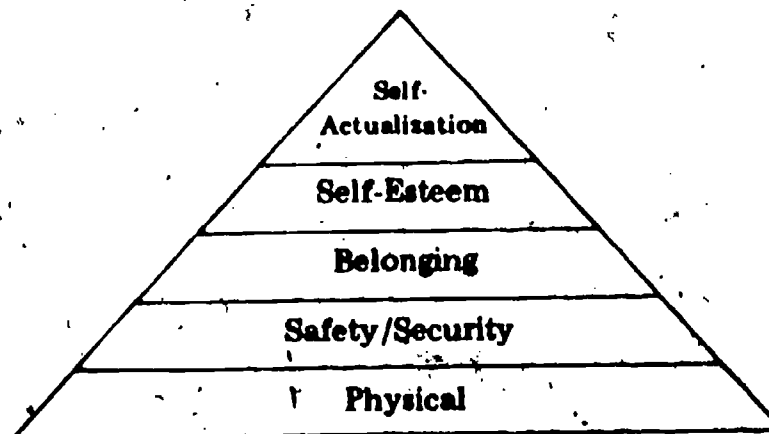 Self-
Actualization
Self-Esteem
Belonging
Safety/Security
Physical